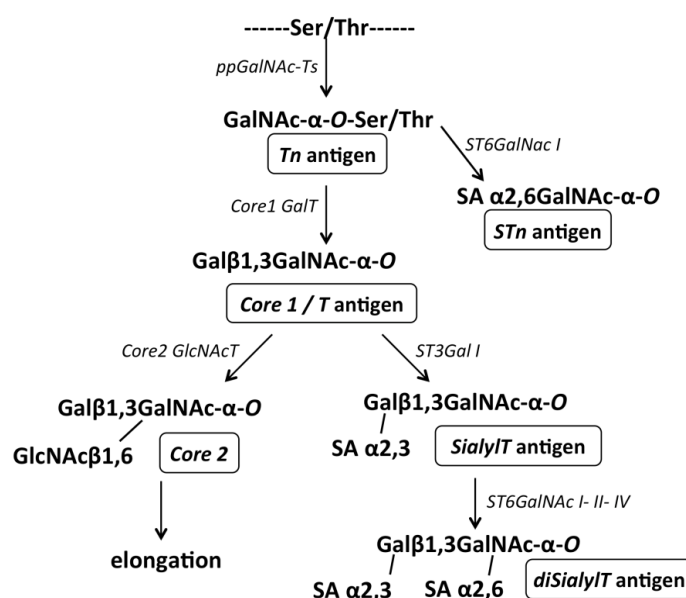 ------Ser/Thr------
ppGalNAc-Ts
GalNAc-α-O-Ser/Thr
Tn antigen
ST6GalNac I
SA α2,6GalNAc-α-O
STn antigen
Core1 GalT
Galβ1,3GalNAc-α-O
Core 1 / T antigen
Core2 GlcNAcT
ST3Gal I
Galβ1,3GalNAc-α-O
GlcNAcβ1,6
Core 2
Galβ1,3GalNAc-α-O
SA α2,3
SialylT antigen
elongation
ST6GalNAc I- II- IV
Galβ1,3GalNAc-α-O
SA α2,3
SA α2,6
diSialylT antigen